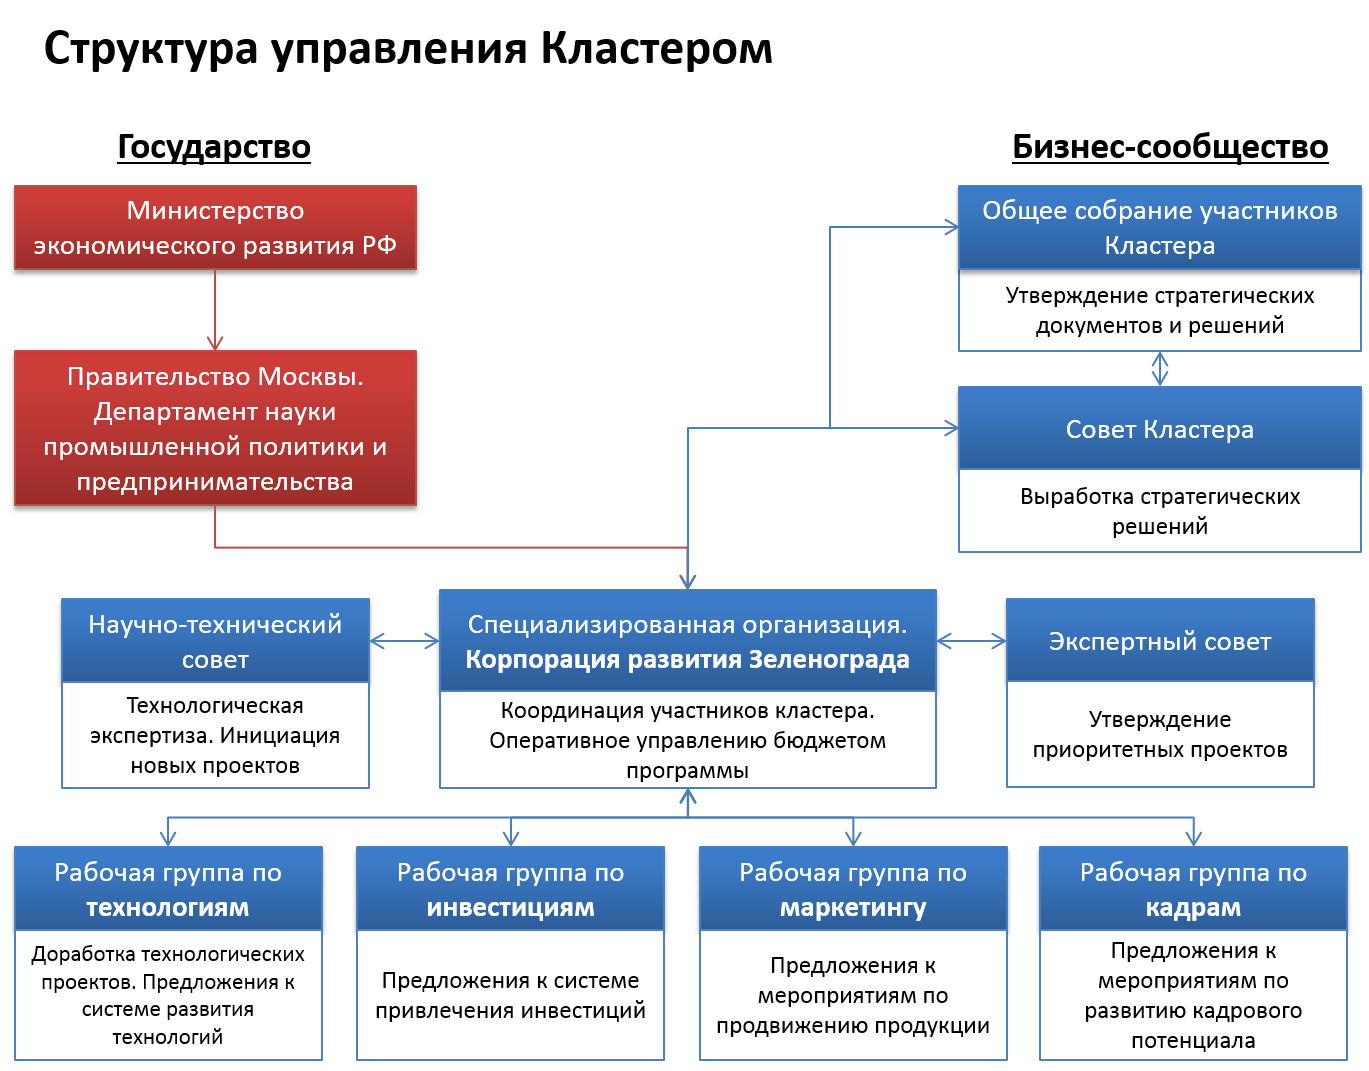 Структура управления Кластером
Государство
Бизнес-сообщество
Министерство
экономического развития РФ
Общее собрание участников
Кластера
Утверждение стратегических
документов и решений
Правительство Москвы.
Департамент науки
промышленной политики и
предпринимательства
Совет Кластера
Выработка стратегических
решений
Научно-технический
совет
Технологическая
экспертиза. Инициация
новых проектов
Специализированная организация.
Корпорация развития Зеленограда
Координация участников кластера.
Оперативное управлению бюджетом
программы
Экспертный совет
Утверждение
приоритетных проектов
Рабочая группа по
технологиям
Доработка технологических
проектов. Предложения к
системе развития
технологий
Рабочая группа по
инвестициям
Предложения к системе
привлечения инвестиций
Рабочая группа по
маркетингу
Предложения к
мероприятиям по
продвижению продукции
Рабочая группа по
кадрам
Предложения к
мероприятиям по
развитию кадрового
потенциала